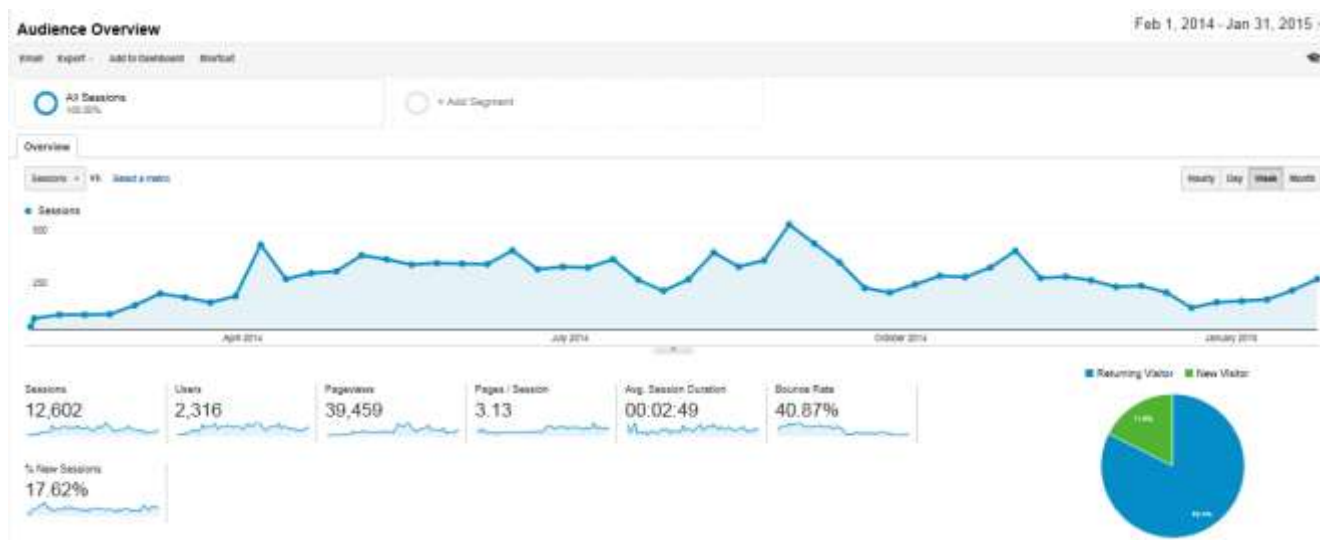 Audience Overview
Feb 1, 2014 - Jan 31, 2015
Email Export Add to Dashboard Shortcut
All Sessions
100.00%
+ Add Segment
Overview
Sessions VS. Select a metric
Hourly Day Week Month
Sessions
500
250
April 2014 July 2014 October 2014 January 2015
Returning Visitor New Visitor
Sessions Users Pageviews Pages / Session Avg. Session Duration Bounce Rate
12,602 2,316 39,459 3.13 00:02:49 40.87%
% New Sessions
17.62%